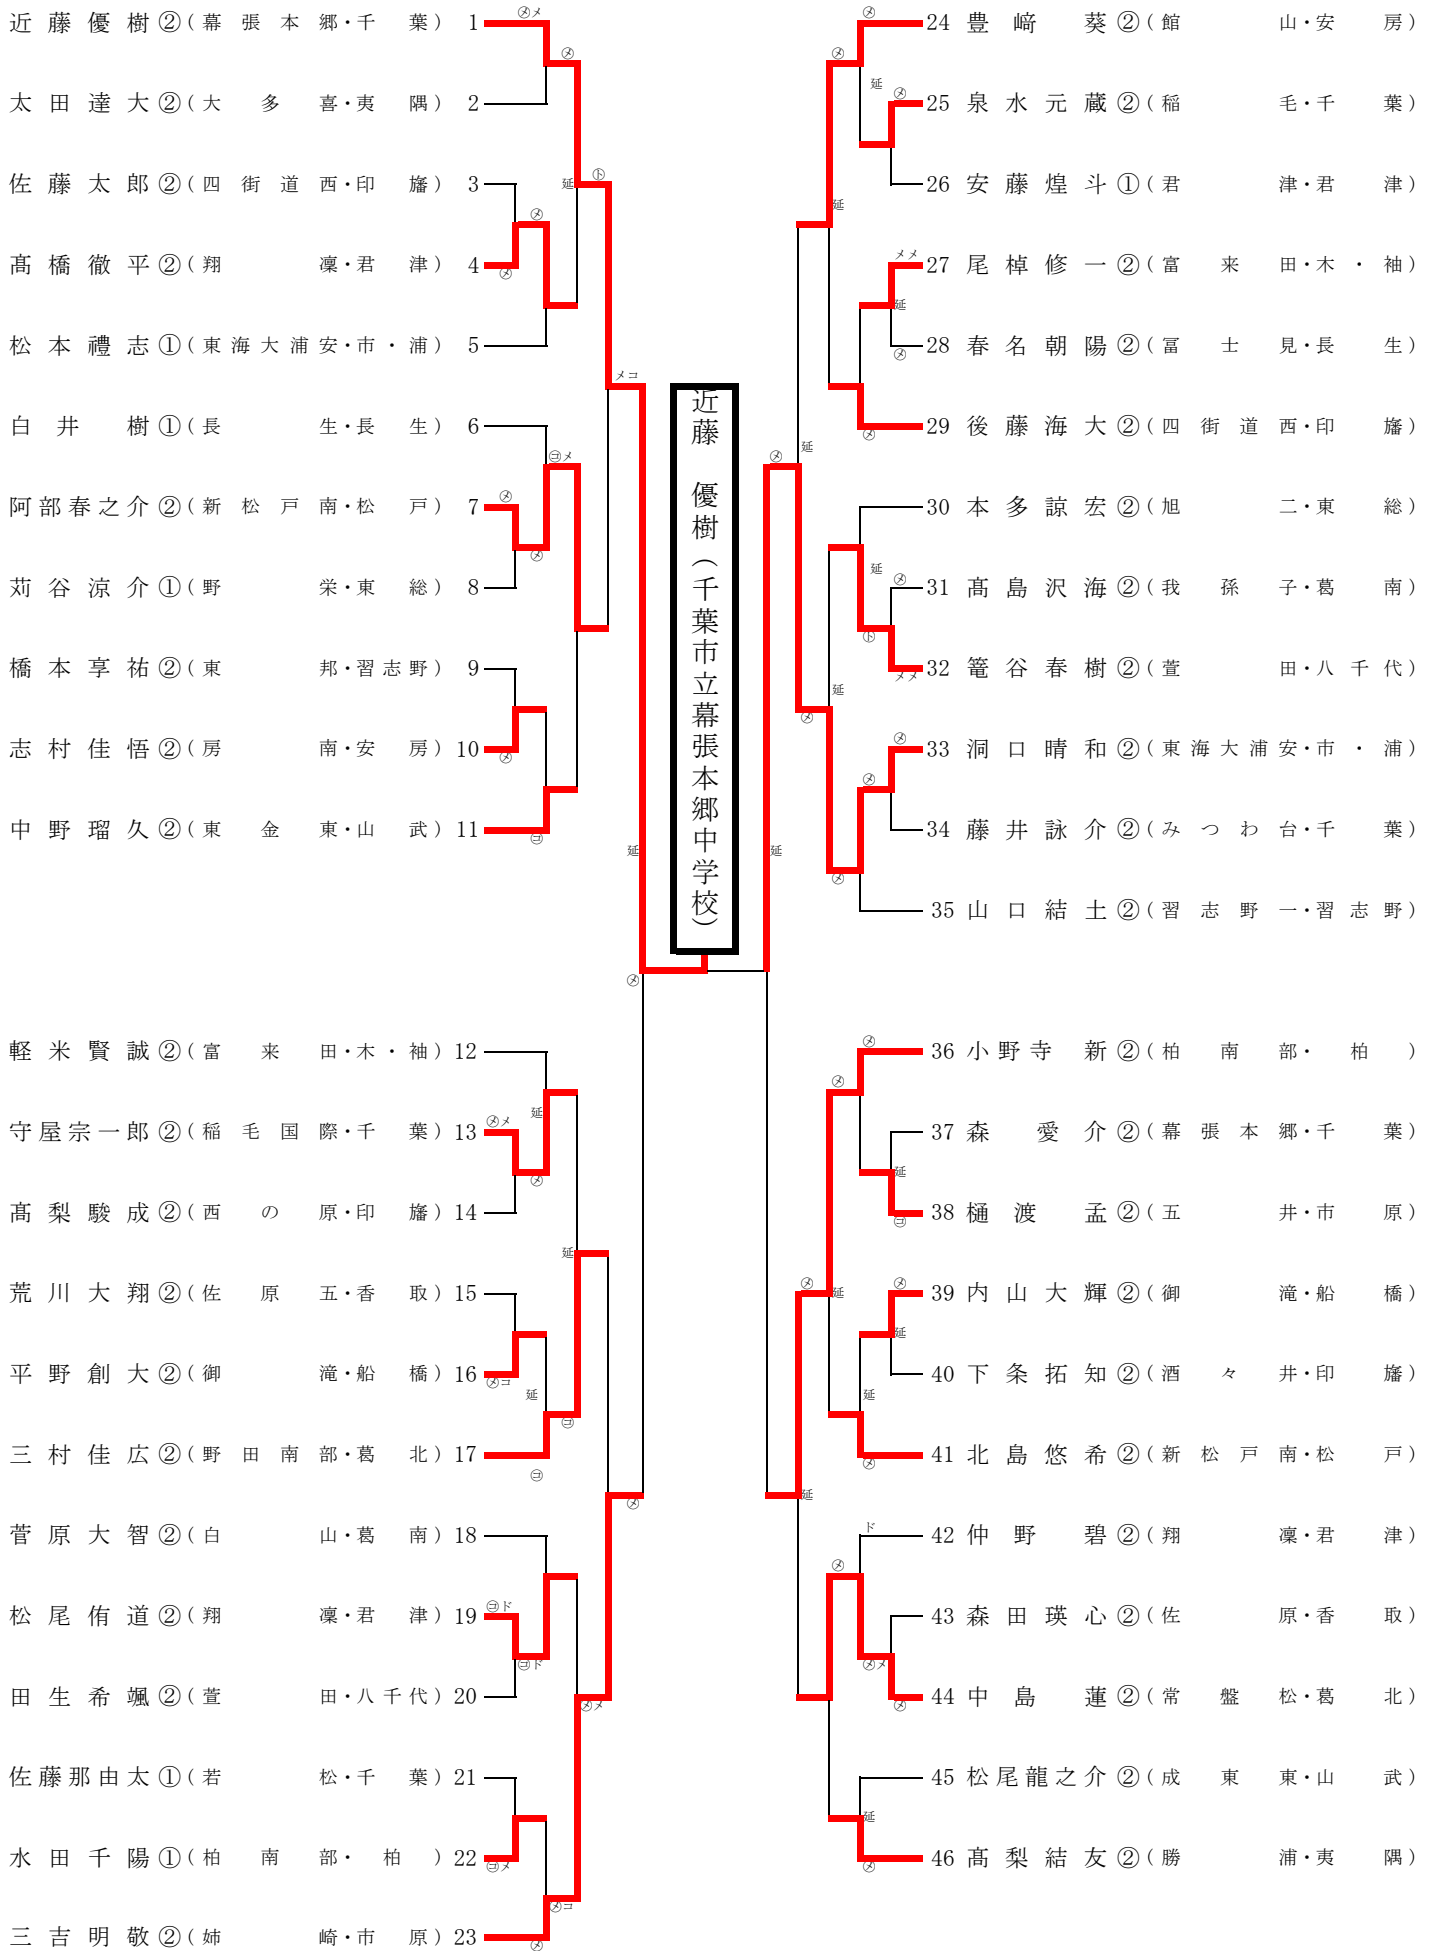 近藤優樹②(幕張本郷・千葉) 1
太田達大②(大多喜・夷隅) 2
佐藤太郎②(四街道西・印旛) 3
髙橋徹平②(翔凜・君津) 4
松本禮志①(東海大浦安・市・浦) 5
白井樹①(長生・長生) 6
阿部春之介②(新松戸南・松戸) 7
苅谷涼介①(野栄・東総) 8
橋本享祐②(東邦・習志野) 9
志村佳悟②(房南・安房) 10
中野瑠久②(東金東・山武) 11
軽米賢誠②(富来田・木・袖) 12
守屋宗一郎②(稲毛国際・千葉) 13
髙梨駿成②(西の原・印旛) 14
荒川大翔②(佐原五・香取) 15
平野創大②(御滝・船橋) 16
三村佳広②(野田南部・葛北) 17
菅原大智②(白山・葛南) 18
松尾侑道②(翔凜・君津) 19
田生希颯②(萱田・八千代) 20
佐藤那由太①(若松・千葉) 21
水田千陽①(柏南部・柏) 22
三吉明敬②(姉崎・市原) 23
近藤 優樹(千葉市立幕張本郷中学校)
24 豊﨑葵②(館山・安房)
25 泉水元蔵②(稲毛・千葉)
26 安藤煌斗①(君津・君津)
27 尾棹修一②(富来田・木・袖)
28 春名朝陽②(冨士見・長生)
29 後藤海大②(四街道西・印旛)
30 本多諒宏②(旭二・東総)
31 髙島沢海②(我孫子・葛南)
32 篭谷春樹②(萱田・八千代)
33 洞口晴和②(東海大浦安・市・浦)
34 藤井詠介②(みつわ台・千葉)
35 山口結土②(習志野一・習志野)
36 小野寺新②(柏南部・柏)
37 森愛介②(幕張本郷・千葉)
38 樋渡孟②(五井・市原)
39 内山大輝②(御滝・船橋)
40 下条拓知②(酒々井・印旛)
41 北島悠希②(新松戸南・松戸)
42 仲野碧②(翔凜・君津)
43 森田瑛心②(佐原・香取)
44 中島蓮②(常盤松・葛北)
45 松尾龍之介②(成東東・山武)
46 髙梨結友②(勝浦・夷隅)